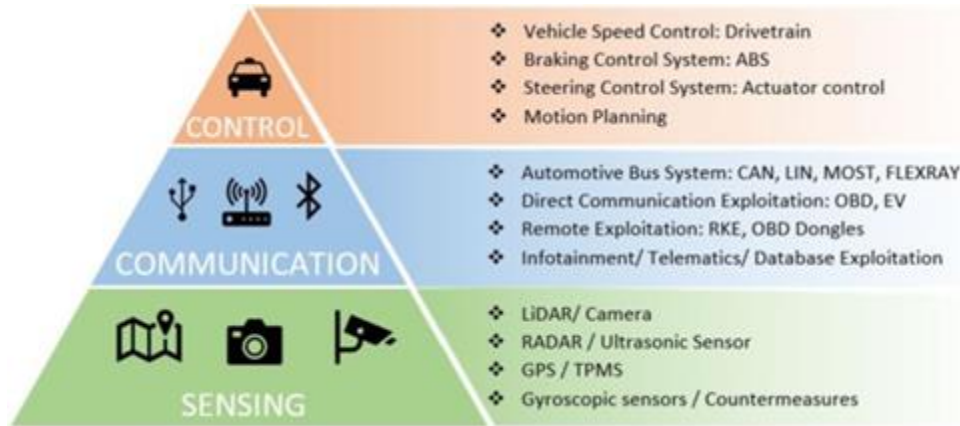 CONTROL
❖ Vehicle Speed Control: Drivetrain
❖ Braking Control System: ABS
❖ Steering Control System: Actuator control
❖ Motion Planning
COMMUNICATION
❖ Automotive Bus System: CAN, LIN, MOST, FLEXRAY
❖ Direct Communication Exploitation: OBD, EV
❖ Remote Exploitation: RKE, OBD Dongles
❖ Infotainment/ Telematics/ Database Exploitation
SENSING
❖ LiDAR/ Camera
❖ RADAR / Ultrasonic Sensor
❖ GPS / TPMS
❖ Gyroscopic sensors / Countermeasures